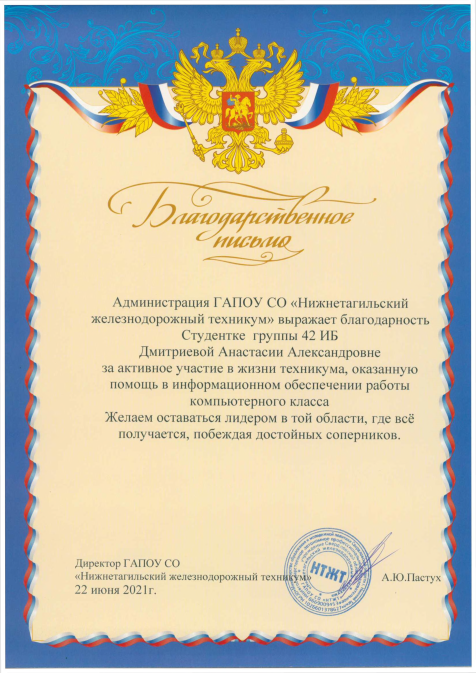 Благодарственное
письмо
Администрация ГАПОУ СО «Нижнетагильский
железнодорожный техникум» выражает благодарность
Студентке группы 42 ИБ
Дмитриевой Анастасии Александровне
за активное участие в жизни техникума, оказанную
помощь в информационном обеспечении работы
компьютерного класса
Желаем оставаться лидером в той области, где всё
получается, побеждая достойных соперников.
Директор ГАПОУ СО
«Нижнетагильский железнодорожный техникум»
А.Ю.Пастух
22 июня 2021г.
НТЖТ